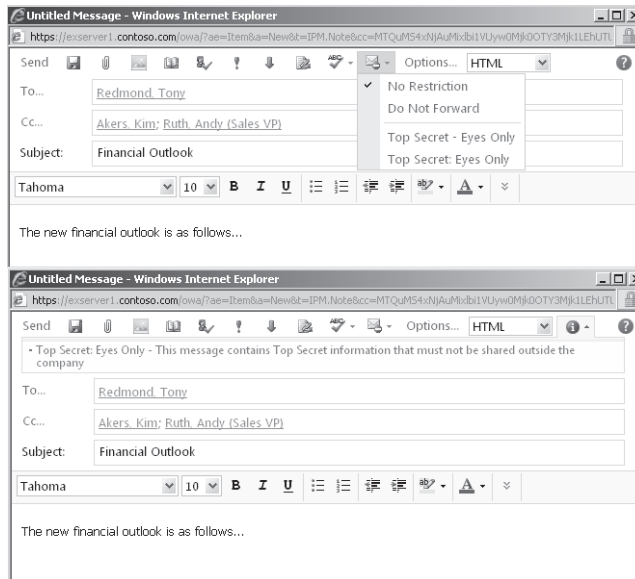 Untitled Message - Windows Internet Explorer
https://exserver1.contoso.com/owa/?ae=Item&a=New&t=IPM.Note&cc=
Send ABC Options... HTML
No Restriction
Do Not Forward
Top Secret - Eyes Only
Top Secret: Eyes Only
To... Redmond, Tony
Cc... Akers, Kim; Ruth, Andy (Sales VP)
Subject: Financial Outlook
Tahoma 10 B I U ab A
The new financial outlook is as follows...
Untitled Message - Windows Internet Explorer
https://exserver1.contoso.com/owa/?ae=Item&a=New&t=IPM.Note&cc=
Send ABC Options... HTML
• Top Secret: Eyes Only - This message contains Top Secret information that must not be shared outside the
company
To... Redmond, Tony
Cc... Akers, Kim; Ruth, Andy (Sales VP)
Subject: Financial Outlook
Tahoma 10 B I U ab A
The new financial outlook is as follows...